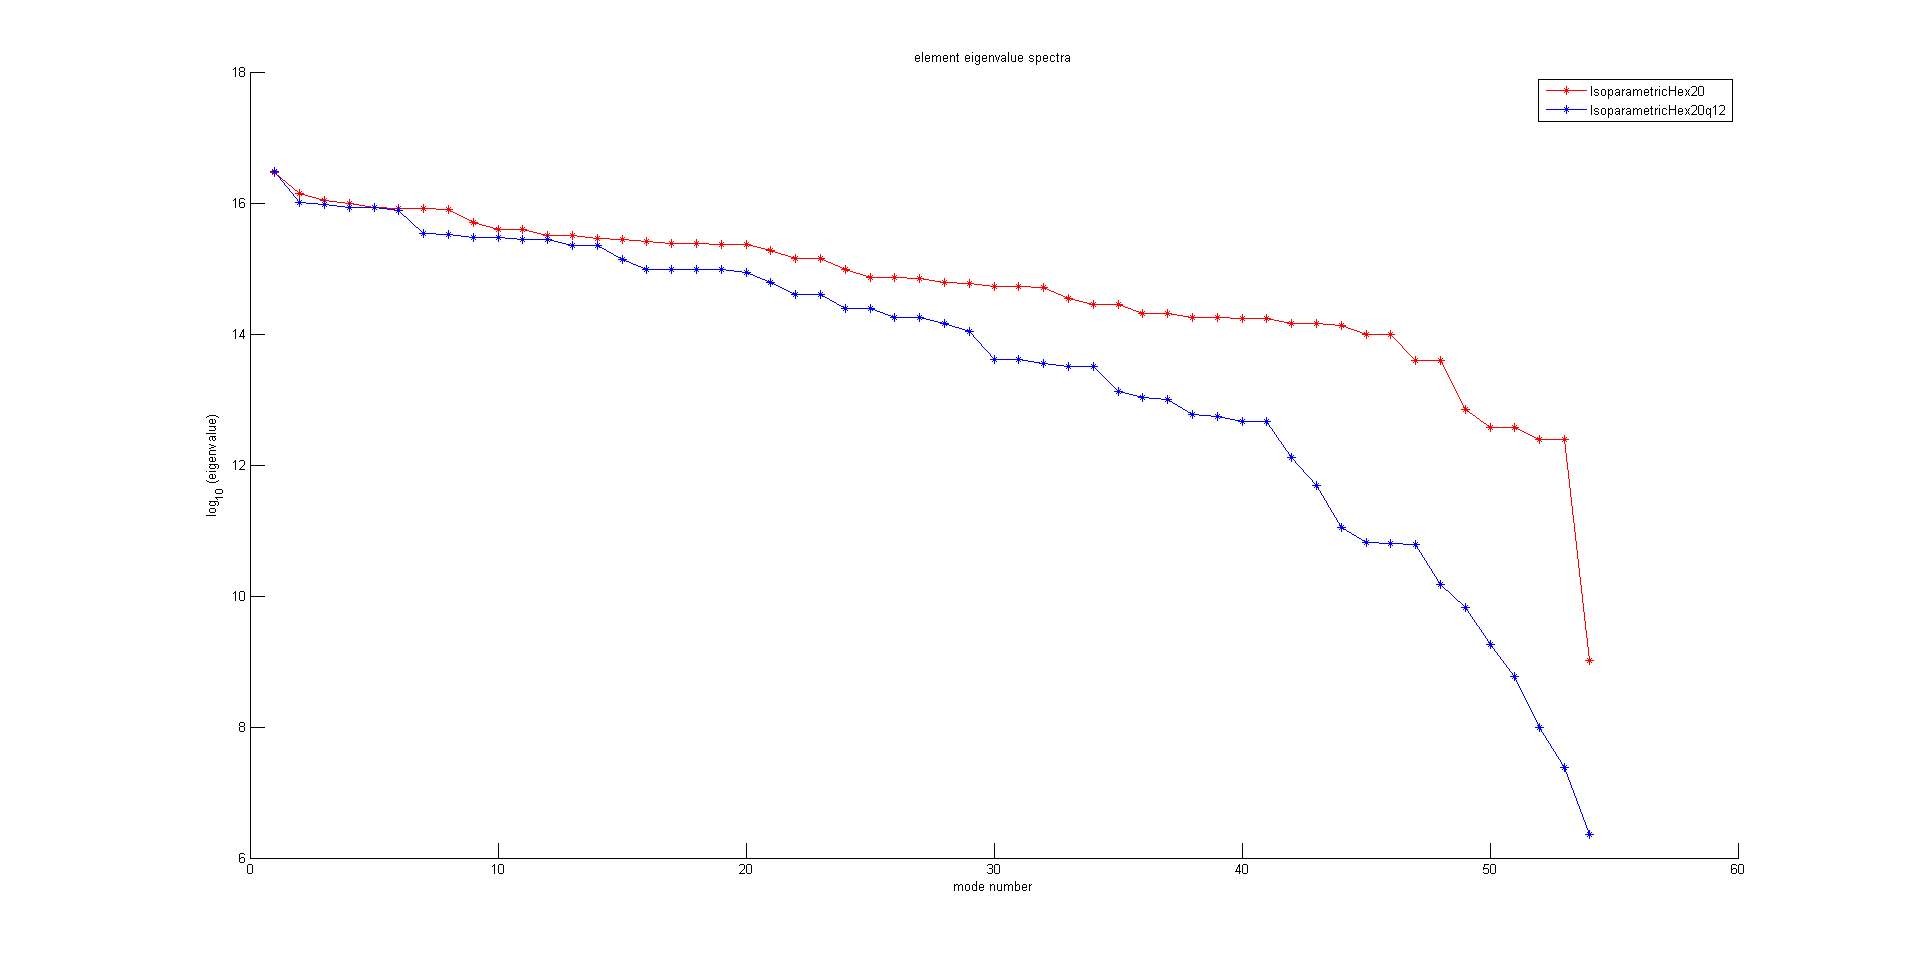 element eigenvalue spectra
18
IsoparametricHex20
IsoparametricHex20q12
16
14
12
10
8
6
log10 (eigenvalue)
0
10
20
30
40
50
60
mode number